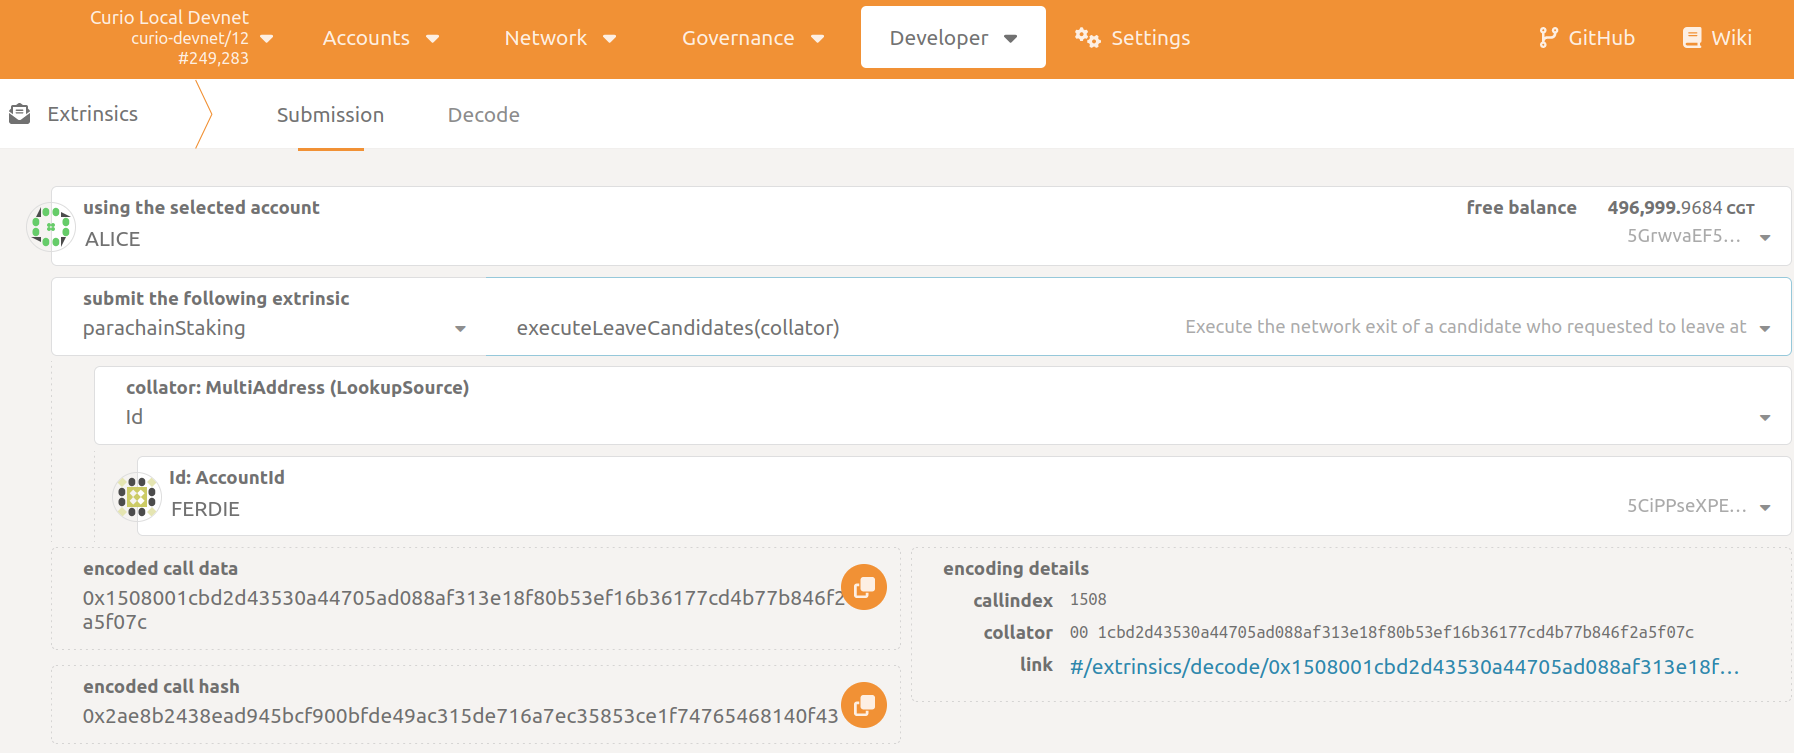 Curio Local Devnet
curio-devnet/12
#249,283
Accounts
Network
Governance
Developer
Settings
GitHub
Wiki
Extrinsics
Submission
Decode
using the selected account
ALICE
free balance 496,999.9684 CGT
5GrwvaEF5...
submit the following extrinsic
parachainStaking
executeLeaveCandidates(collator)
Execute the network exit of a candidate who requested to leave at
collator: MultiAddress (LookupSource)
Id
Id: AccountId
FERDIE
5CiPPseXPE...
encoded call data
0x1508001cbd2d43530a44705ad088af313e18f80b53ef16b36177cd4b77b846f2
a5f07c
encoded call hash
0x2ae8b2438ead945bcf900bfde49ac315de716a7ec35853ce1f74765468140f43
encoding details
callindex 1508
collator 00 1cbd2d43530a44705ad088af313e18f80b53ef16b36177cd4b77b846f2a5f07c
link #/extrinsics/decode/0x1508001cbd2d43530a44705ad088af313e18f...